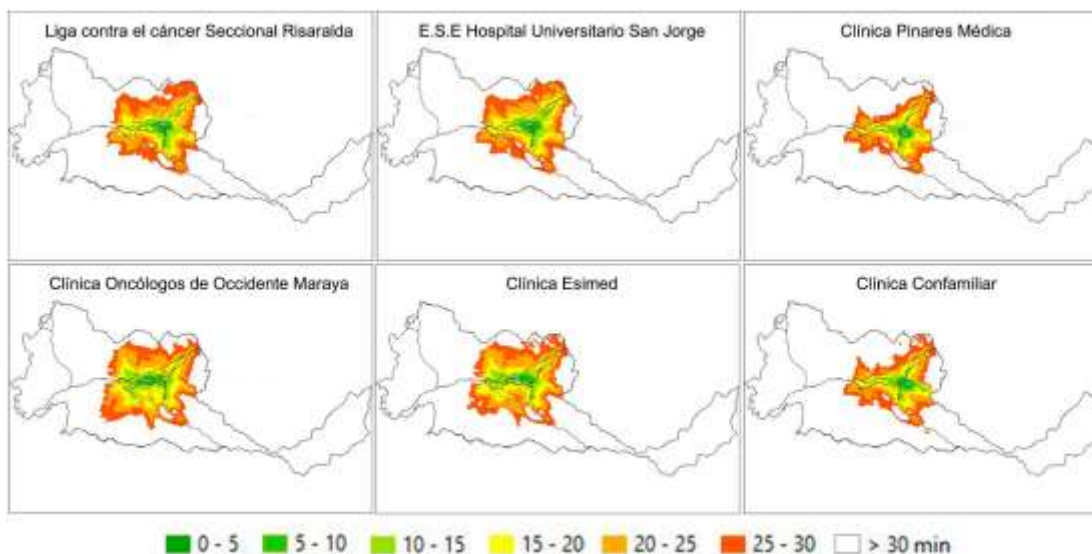 Liga contra el cáncer Seccional Risaralda
E.S.E Hospital Universitario San Jorge
Clínica Pinares Médica
Clínica Oncólogos de Occidente Maraya
Clínica Esimed
Clínica Confamiliar
0 - 5 5 - 10 10 - 15 15 - 20 20 - 25 25 - 30 > 30 min